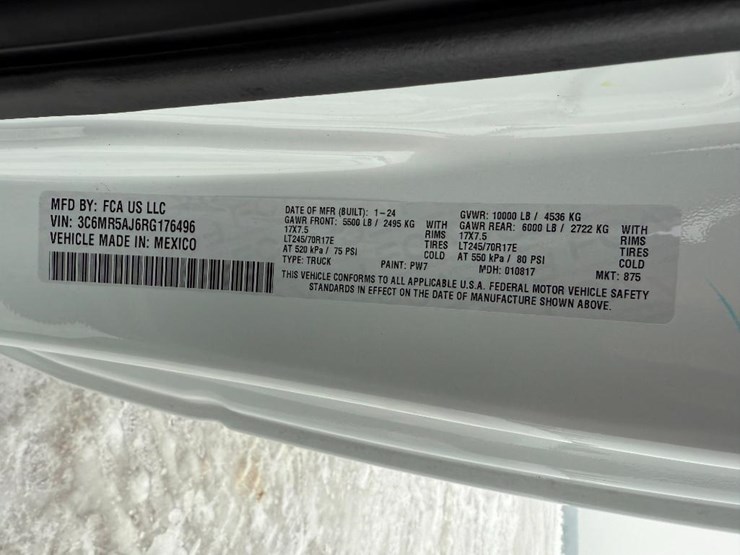 MFD BY: FCA US LLC
VIN: 3C6MR5AJ6RG176496
VEHICLE MADE IN: MEXICO
DATE OF MFR (BUILT): 1-24
GAWR FRONT: 5500 LB / 2495 KG WITH
17X7.5 RIMS
LT245/70R17E TIRES
AT 520 kPa / 75 PSI COLD
TYPE: TRUCK PAINT: PW7
GVWR: 10000 LB / 4536 KG
GAWR REAR: 6000 LB / 2722 KG WITH
17X7.5 RIMS
LT245/70R17E TIRES
AT 550 kPa / 80 PSI COLD
MDH: 010817 MKT: 875
THIS VEHICLE CONFORMS TO ALL APPLICABLE U.S.A. FEDERAL MOTOR VEHICLE SAFETY
STANDARDS IN EFFECT ON THE DATE OF MANUFACTURE SHOWN ABOVE.